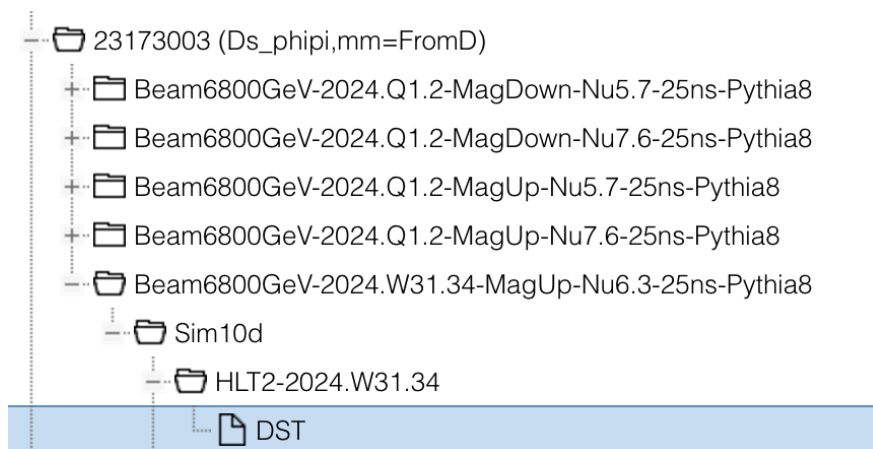 23173003 (Ds_phipi,mm=FromD)
Beam6800GeV-2024.Q1.2-MagDown-Nu5.7-25ns-Pythia8
Beam6800GeV-2024.Q1.2-MagDown-Nu7.6-25ns-Pythia8
Beam6800GeV-2024.Q1.2-MagUp-Nu5.7-25ns-Pythia8
Beam6800GeV-2024.Q1.2-MagUp-Nu7.6-25ns-Pythia8
Beam6800GeV-2024.W31.34-MagUp-Nu6.3-25ns-Pythia8
Sim10d
HLT2-2024.W31.34
DST